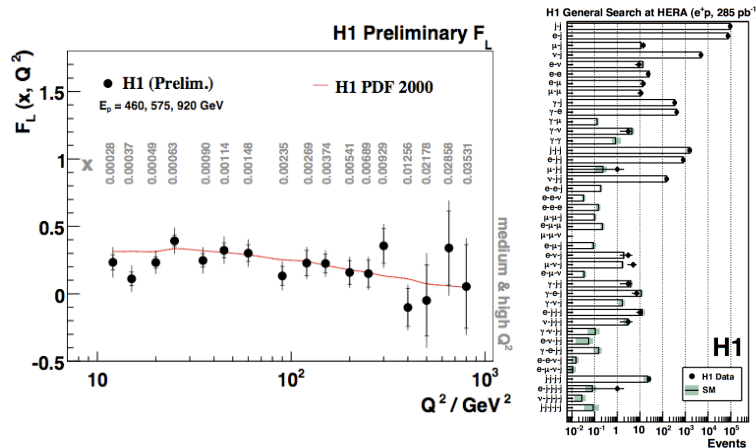 H1 Preliminary F_L
H1 (Prelim.)
H1 PDF 2000
E_p = 460, 575, 920 GeV
F_L (x, Q²)
1.5
1
0.5
0
-0.5
x
0.00028
0.00037
0.00049
0.00063
0.00090
0.00114
0.00148
0.00235
0.00269
0.00374
0.00541
0.00689
0.00929
0.01256
0.02178
0.02858
0.03531
medium & high Q²
10
10²
10³
Q² / GeV²
H1 General Search at HERA (e⁺p, 285 pb⁻¹
j-j
e-j
μ-j
ν-j
e-ν
e-e
e-μ
μ-μ
γ-j
γ-e
γ-μ
γ-ν
γ-γ
j-j-j
e-j-j
μ-j-j
ν-j-j
e-e-j
e-e-ν
e-e-e
μ-μ-j
e-μ-μ
μ-μ-ν
e-μ-j
e-ν-j
μ-ν-j
e-μ-ν
γ-j-j
γ-e-j
γ-ν-j
e-j-j-j
ν-j-j-j
γ-ν-j-j
e-ν-j-j
γ-e-j-j
e-e-ν-j
e-μ-ν-j
j-j-j-j
e-j-j-j-j
ν-j-j-j-j
j-j-j-j-j
H1
H1 Data
SM
10⁻² 10⁻¹ 1 10 10² 10³ 10⁴ 10⁵
Events